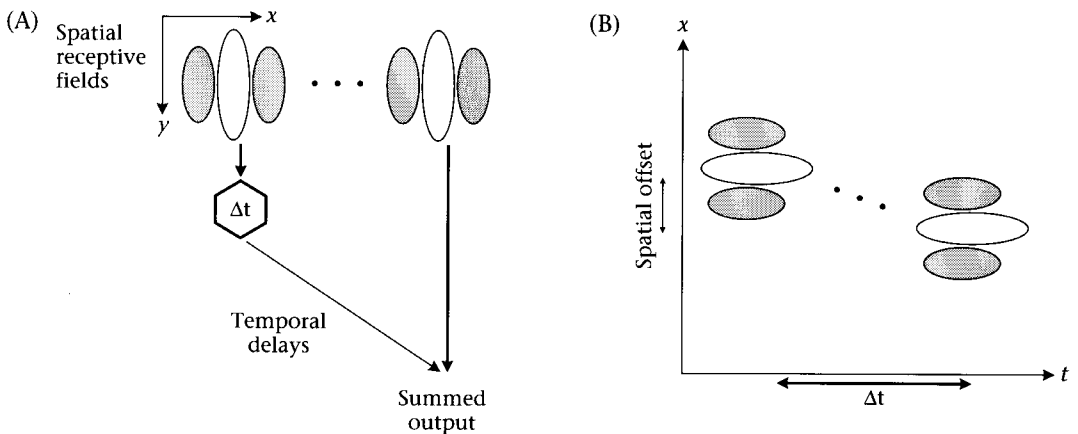 (A)
x
Spatial
receptive
fields
y
Δt
Temporal
delays
Summed
output
(B)
x
Spatial offset
t
Δt